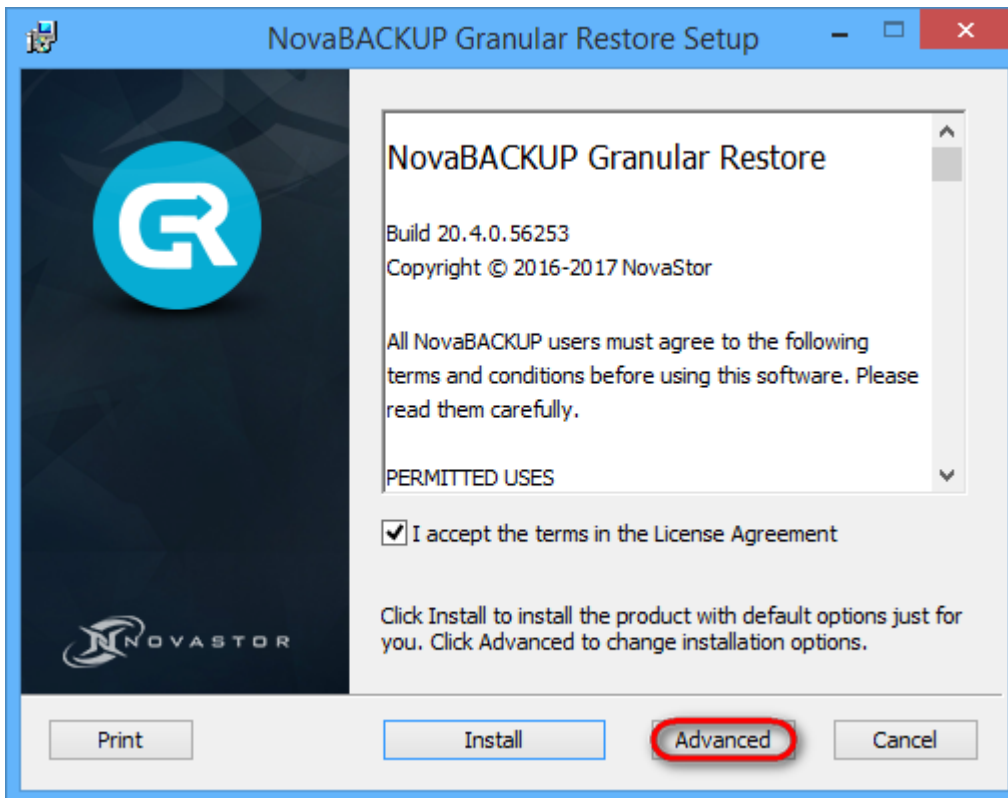 NovaBACKUP Granular Restore Setup
GR
NovaBACKUP Granular Restore
Build 20.4.0.56253
Copyright © 2016-2017 NovaStor
All NovaBACKUP users must agree to the following
terms and conditions before using this software. Please
read them carefully.
PERMITTED USES
I accept the terms in the License Agreement
Click Install to install the product with default options just for
you. Click Advanced to change installation options.
NOVASTOR
Print
Install
Advanced
Cancel